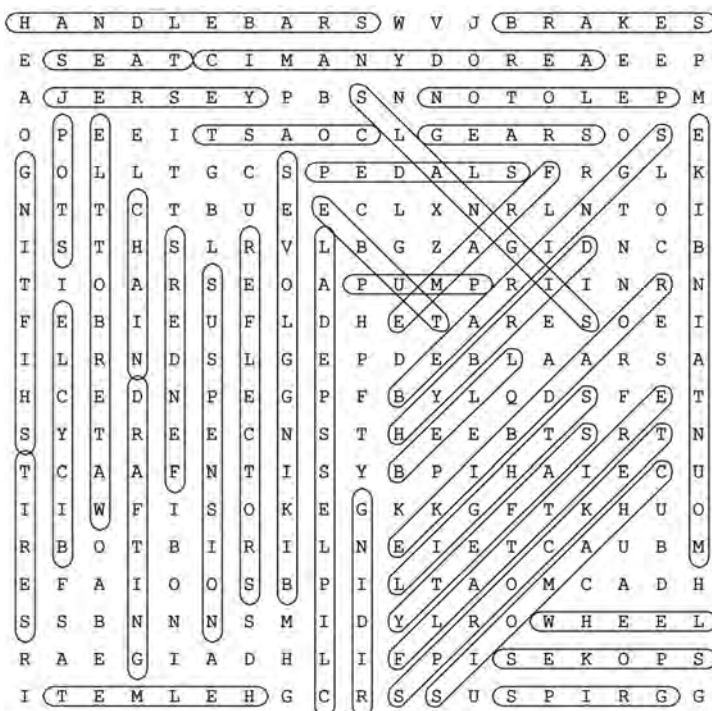 H A N D L E B A R S W V J B R A K E S
E S E A T C I M A N Y D O R E A E E P
A J E R S E Y P B S N N O T O L E P M
O P E E I T S A O C L G E A R S O S E
G O L L T G C S P E D A L S F R G L K
N T T C T B U E E C L X N R L N T O I
I S T H S L R V L B G Z A G I D N C B
T I O A R S E O A P U M P R I I N R N
F E B I E U F L D H E T A R E S O E I
I L R N D S L G E P D E B L A A R S A
H C E D N P E G P F B Y L Q D S F E T
S Y T R E E C N S T H E E B T S R T N
T C A A F N T I S Y B P I H A I E C U
I I W F I S O K E G K K G F T K H U O
R B O T B I R I L N E I E T C A U B M
E F A I O O S B P I L T A O M C A D H
S S B N N N S M I D Y L R O W H E E L
R A E G I A D H L I F P I S E K O P S
I T E M L E H G C R S S U S P I R G G